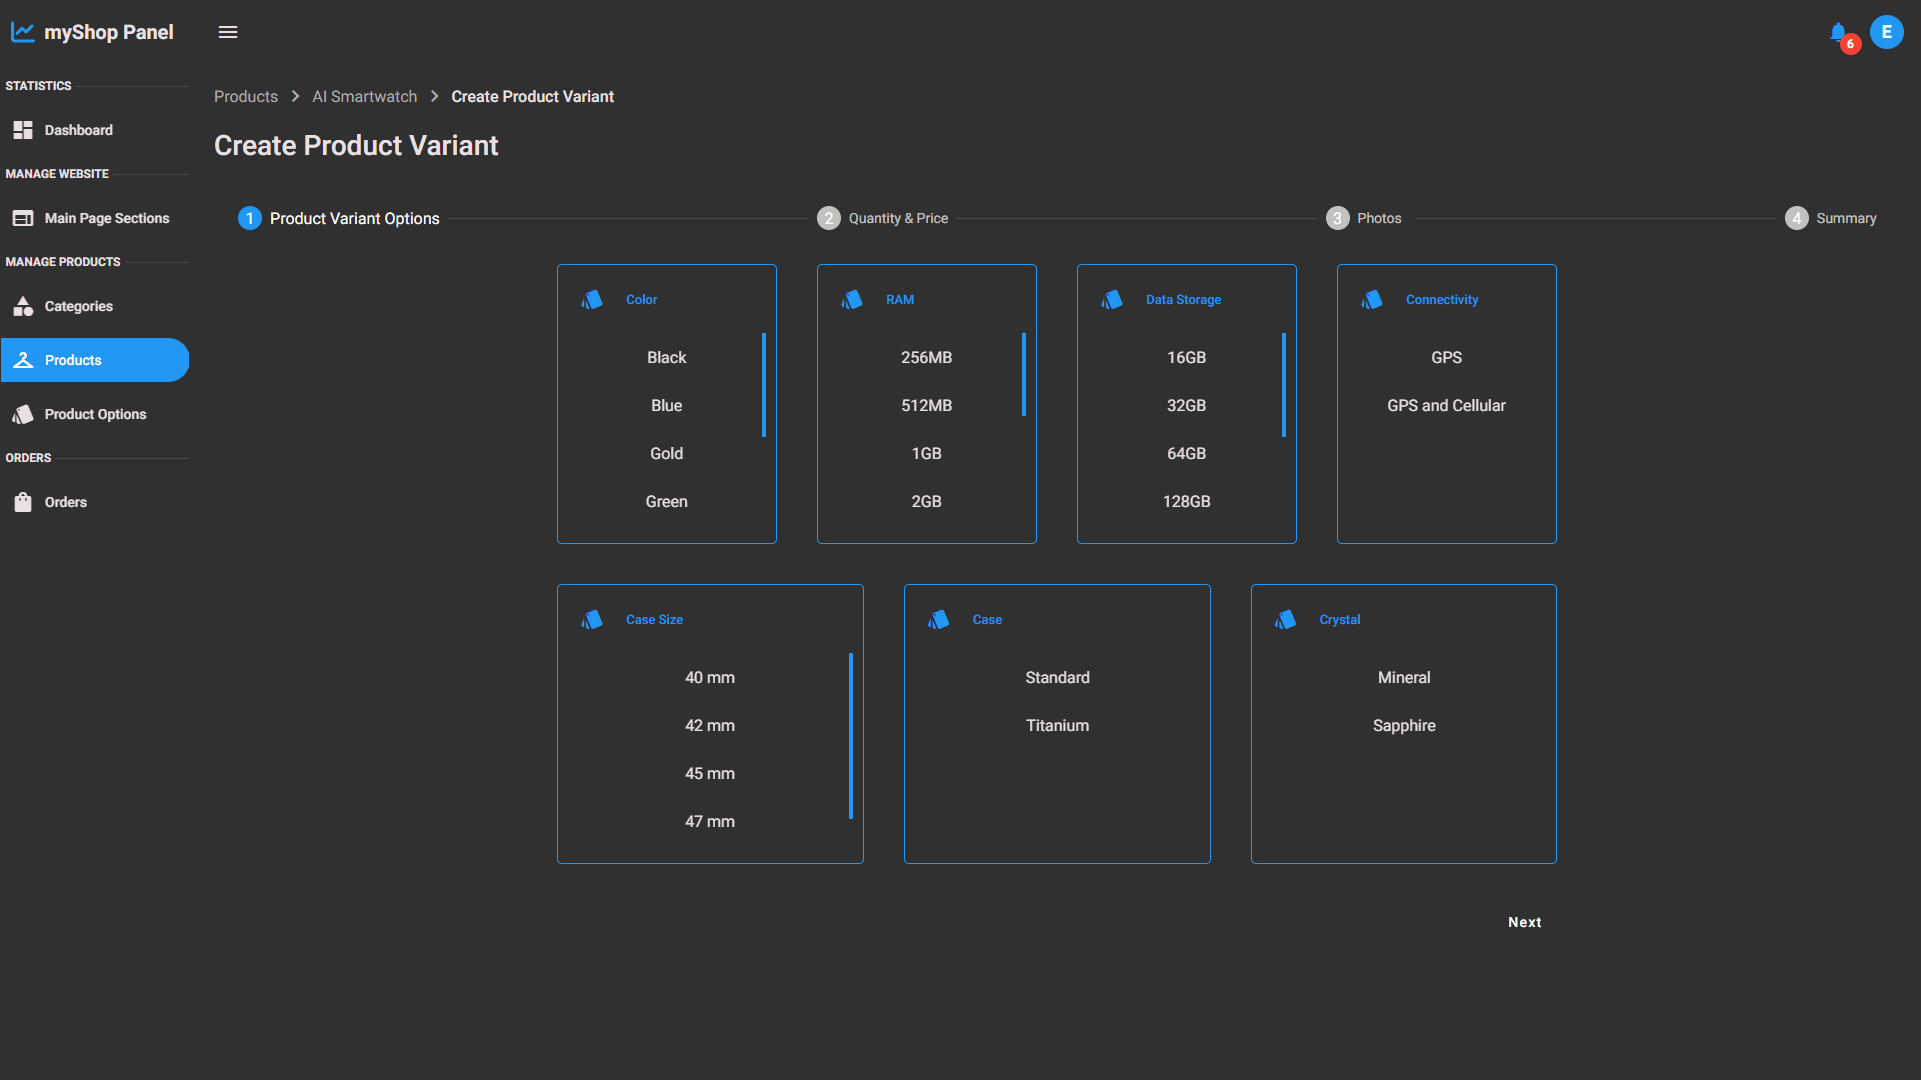 myShop Panel
6
E
STATISTICS
Dashboard
MANAGE WEBSITE
Main Page Sections
MANAGE PRODUCTS
Categories
Products
Product Options
ORDERS
Orders
Products > AI Smartwatch > Create Product Variant
Create Product Variant
1 Product Variant Options
2 Quantity & Price
3 Photos
4 Summary
Color
Black
Blue
Gold
Green
RAM
256MB
512MB
1GB
2GB
Data Storage
16GB
32GB
64GB
128GB
Connectivity
GPS
GPS and Cellular
Case Size
40 mm
42 mm
45 mm
47 mm
Case
Standard
Titanium
Crystal
Mineral
Sapphire
Next